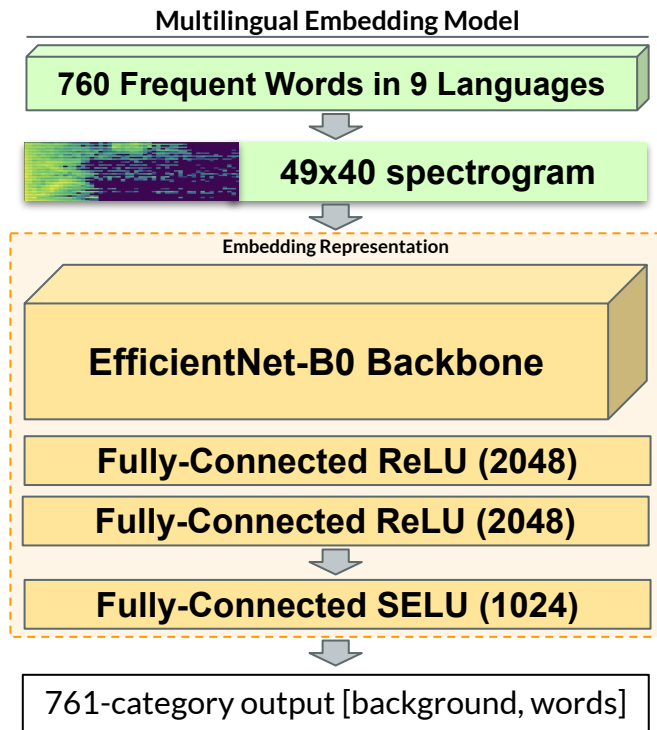 Multilingual Embedding Model
760 Frequent Words in 9 Languages
49x40 spectrogram
Embedding Representation
EfficientNet-B0 Backbone
Fully-Connected ReLU (2048)
Fully-Connected ReLU (2048)
Fully-Connected SELU (1024)
761-category output [background, words]